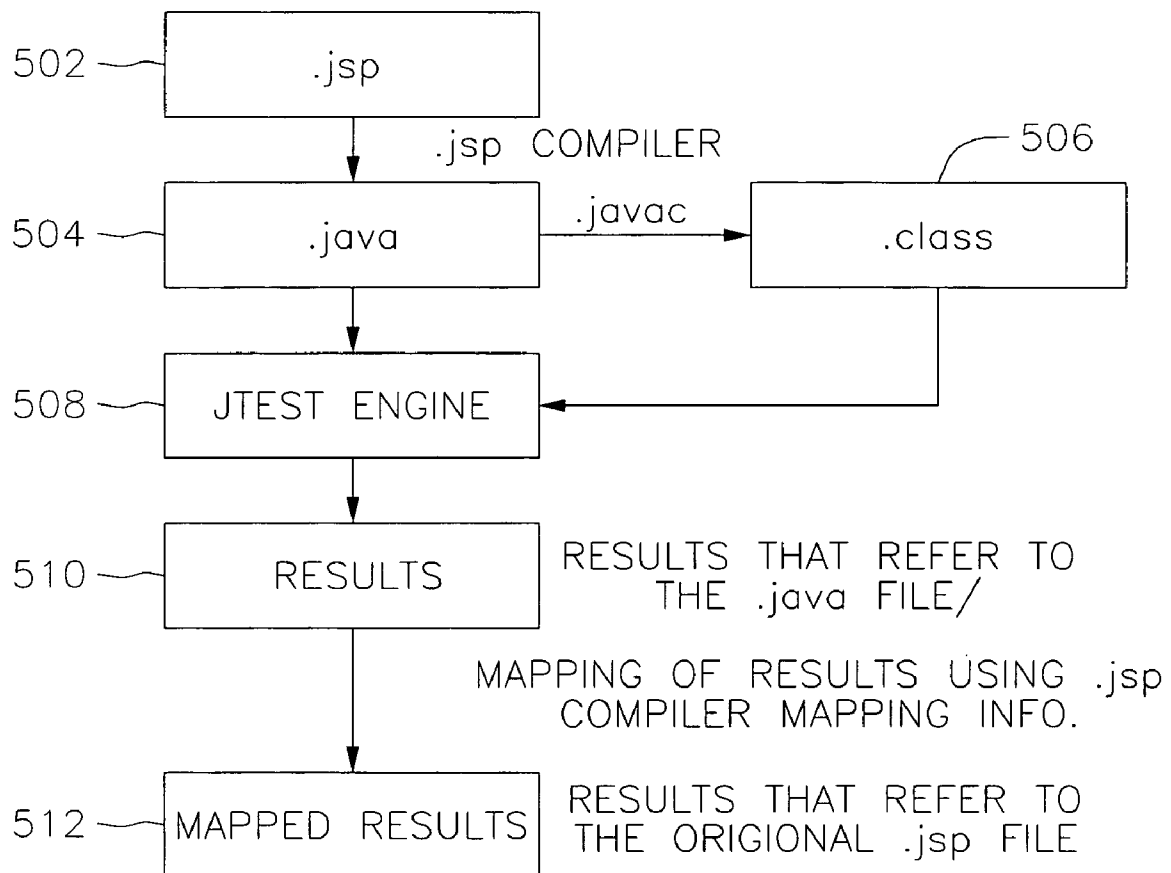 502
.jsp
.jsp COMPILER
506
504
.java
.javac
.class
508
JTEST ENGINE
510
RESULTS
RESULTS THAT REFER TO
THE .java FILE/
MAPPING OF RESULTS USING .jsp
COMPILER MAPPING INFO.
512
MAPPED RESULTS
RESULTS THAT REFER TO
THE ORIGIONAL .jsp FILE